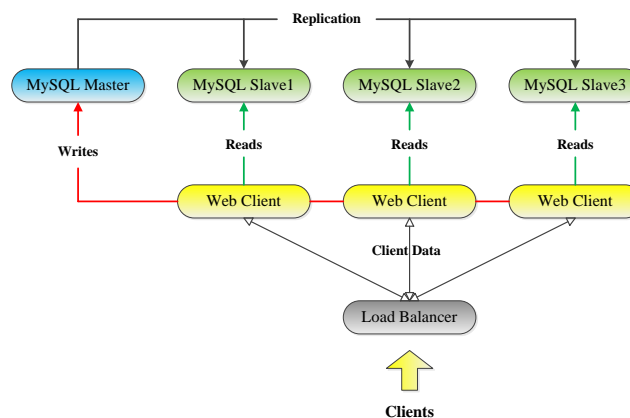 Replication
MySQL Master
MySQL Slave1
MySQL Slave2
MySQL Slave3
Writes
Reads
Reads
Reads
Web Client
Web Client
Web Client
Client Data
Load Balancer
Clients